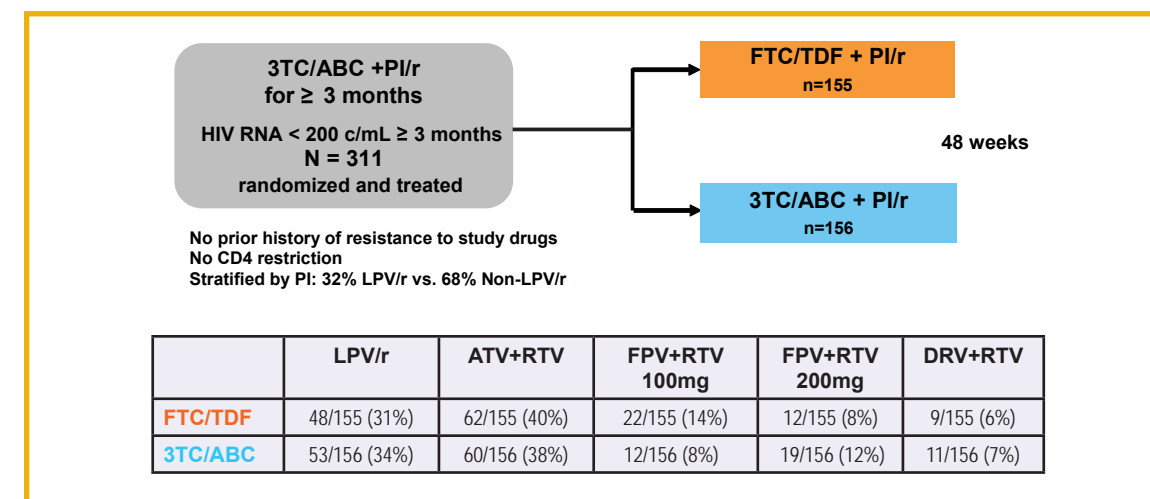 3TC/ABC +PI/r
for ≥ 3 months
HIV RNA < 200 c/mL ≥ 3 months
N = 311
randomized and treated
FTC/TDF + PI/r
n=155
48 weeks
3TC/ABC + PI/r
n=156
No prior history of resistance to study drugs
No CD4 restriction
Stratified by PI: 32% LPV/r vs. 68% Non-LPV/r
LPV/r ATV+RTV FPV+RTV 100mg FPV+RTV 200mg DRV+RTV
FTC/TDF 48/155 (31%) 62/155 (40%) 22/155 (14%) 12/155 (8%) 9/155 (6%)
3TC/ABC 53/156 (34%) 60/156 (38%) 12/156 (8%) 19/156 (12%) 11/156 (7%)